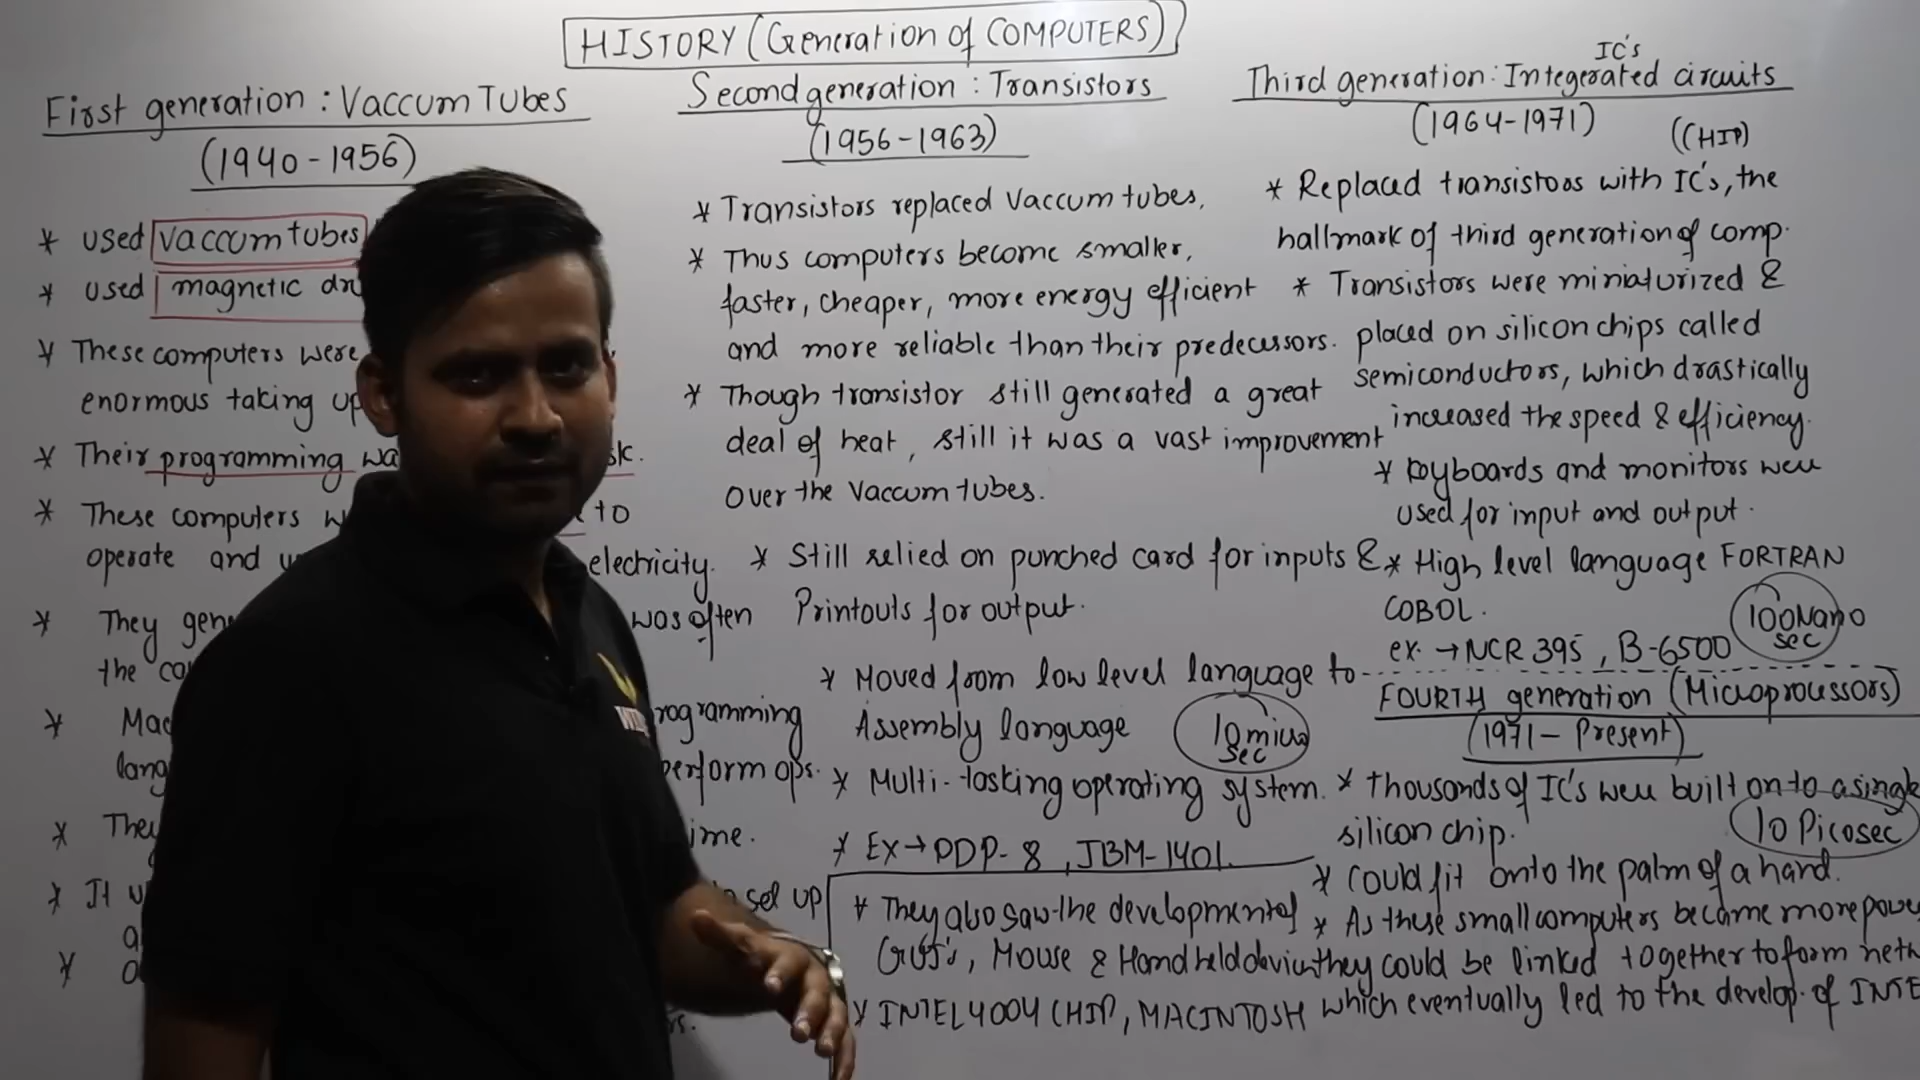 HISTORY (Generation of COMPUTERS)
First generation : Vaccum Tubes
(1940 - 1956)
* used vaccum tubes
* used magnetic
* These computers were
enormous taking up
* Their programming
* These computers
to
operate and
electricity.
* They
was often
the
programming
perform ops.
* They
* It
set up
Second generation : Transistors
(1956-1963)
* Transistors replaced Vaccum tubes,
* Thus computers become smaller,
faster, cheaper, more energy efficient
and more reliable than their predecessors.
* Though transistor still generated a great
deal of heat, still it was a vast improvement
Over the Vaccum tubes.
* Still relied on punched card for inputs &
Printouts for output.
* Moved from low level language to
Assembly language
10 micro
sec
* Multi-tasking operating system.
* Ex → PDP-8, IBM-1401.
IC's
Third generation : Integerated circuits
(1964-1971)
(CHIP)
* Replaced transistors with IC's, the
hallmark of third generation of comp.
* Transistors were miniaturized &
placed on silicon chips called
semiconductors, which drastically
increased the speed & efficiency.
* Keyboards and monitors were
used for input and output.
* High level language FORTRAN
COBOL.
100 Nano
sec
ex. → NCR 395, B-6500
FOURTH generation (Microprocessors)
(1971 - Present)
* Thousands of IC's were built on to a single
silicon chip.
10 Picosec
* Could fit onto the palm of a hand.
* As these small computers became more
they could be linked together to form
which eventually led to the develop. of
* They also saw the development of
GUI's, Mouse & Hand held
* INTEL 4004 CHIP, MACINTOSH